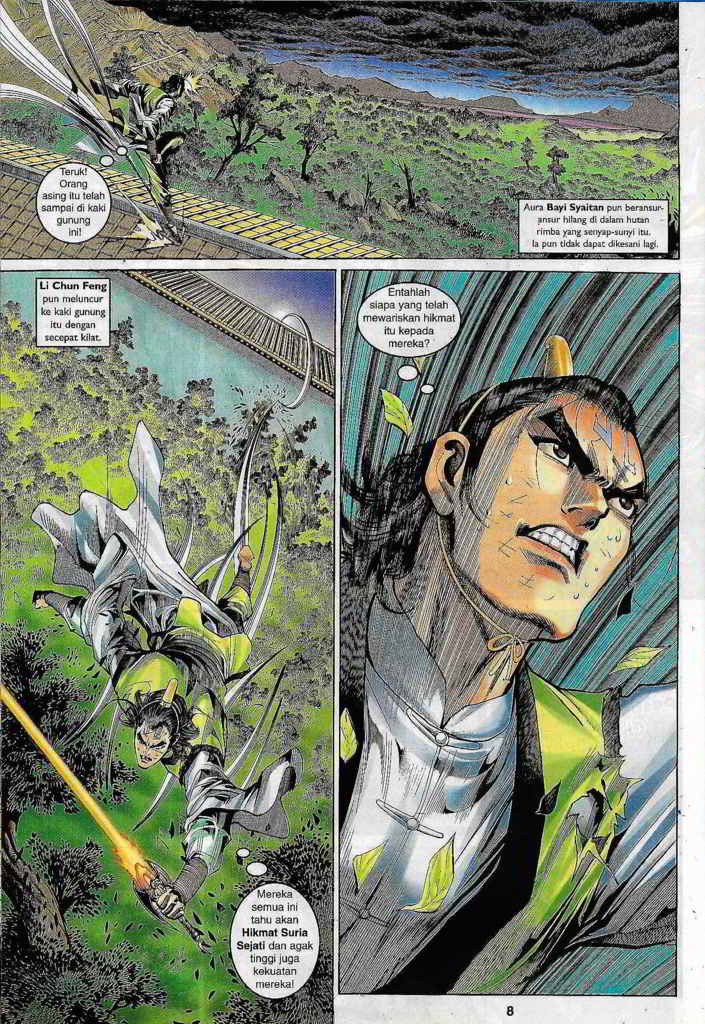 Teruk!
Orang
asing itu telah
sampai di kaki
gunung
ini!
Aura Bayi Syaitan pun beransur-
ansur hilang di dalam hutan
rimba yang senyap-sunyi itu.
Ia pun tidak dapat dikesani lagi.
Li Chun Feng
pun meluncur
ke kaki gunung
itu dengan
secepat kilat.
Mereka
semua ini
tahu akan
Hikmat Suria
Sejati dan agak
tinggi juga
kekuatan
mereka!
Entahlah
siapa yang telah
mewariskan hikmat
itu kepada
mereka?
8